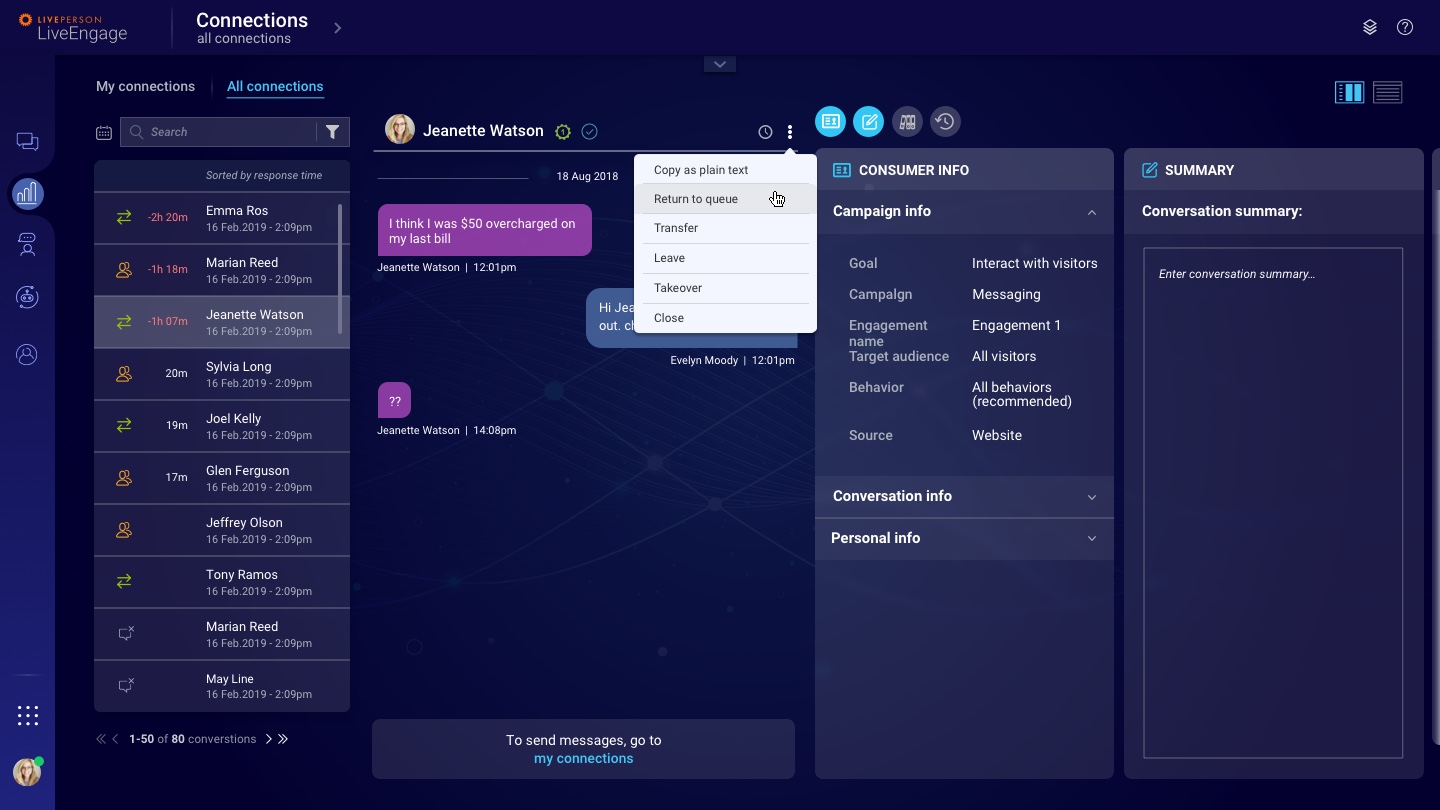 LIVEPERSON
LiveEngage
Connections
all connections
My connections
All connections
Search
Sorted by response time
-2h 20m
Emma Ros
16 Feb.2019 - 2:09pm
-1h 18m
Marian Reed
16 Feb.2019 - 2:09pm
-1h 07m
Jeanette Watson
16 Feb.2019 - 2:09pm
20m
Sylvia Long
16 Feb.2019 - 2:09pm
19m
Joel Kelly
16 Feb.2019 - 2:09pm
17m
Glen Ferguson
16 Feb.2019 - 2:09pm
Jeffrey Olson
16 Feb.2019 - 2:09pm
Tony Ramos
16 Feb.2019 - 2:09pm
Marian Reed
16 Feb.2019 - 2:09pm
May Line
16 Feb.2019 - 2:09pm
1-50 of 80 converstions
Jeanette Watson
18 Aug 2018
I think I was $50 overcharged on
my last bill
Jeanette Watson | 12:01pm
Hi Jea
out. c
Evelyn Moody | 12:01pm
??
Jeanette Watson | 14:08pm
Copy as plain text
Return to queue
Transfer
Leave
Takeover
Close
To send messages, go to
my connections
CONSUMER INFO
Campaign info
Goal Interact with visitors
Campaign Messaging
Engagement Engagement 1
name
Target audience All visitors
Behavior All behaviors
(recommended)
Source Website
Conversation info
Personal info
SUMMARY
Conversation summary:
Enter conversation summary...